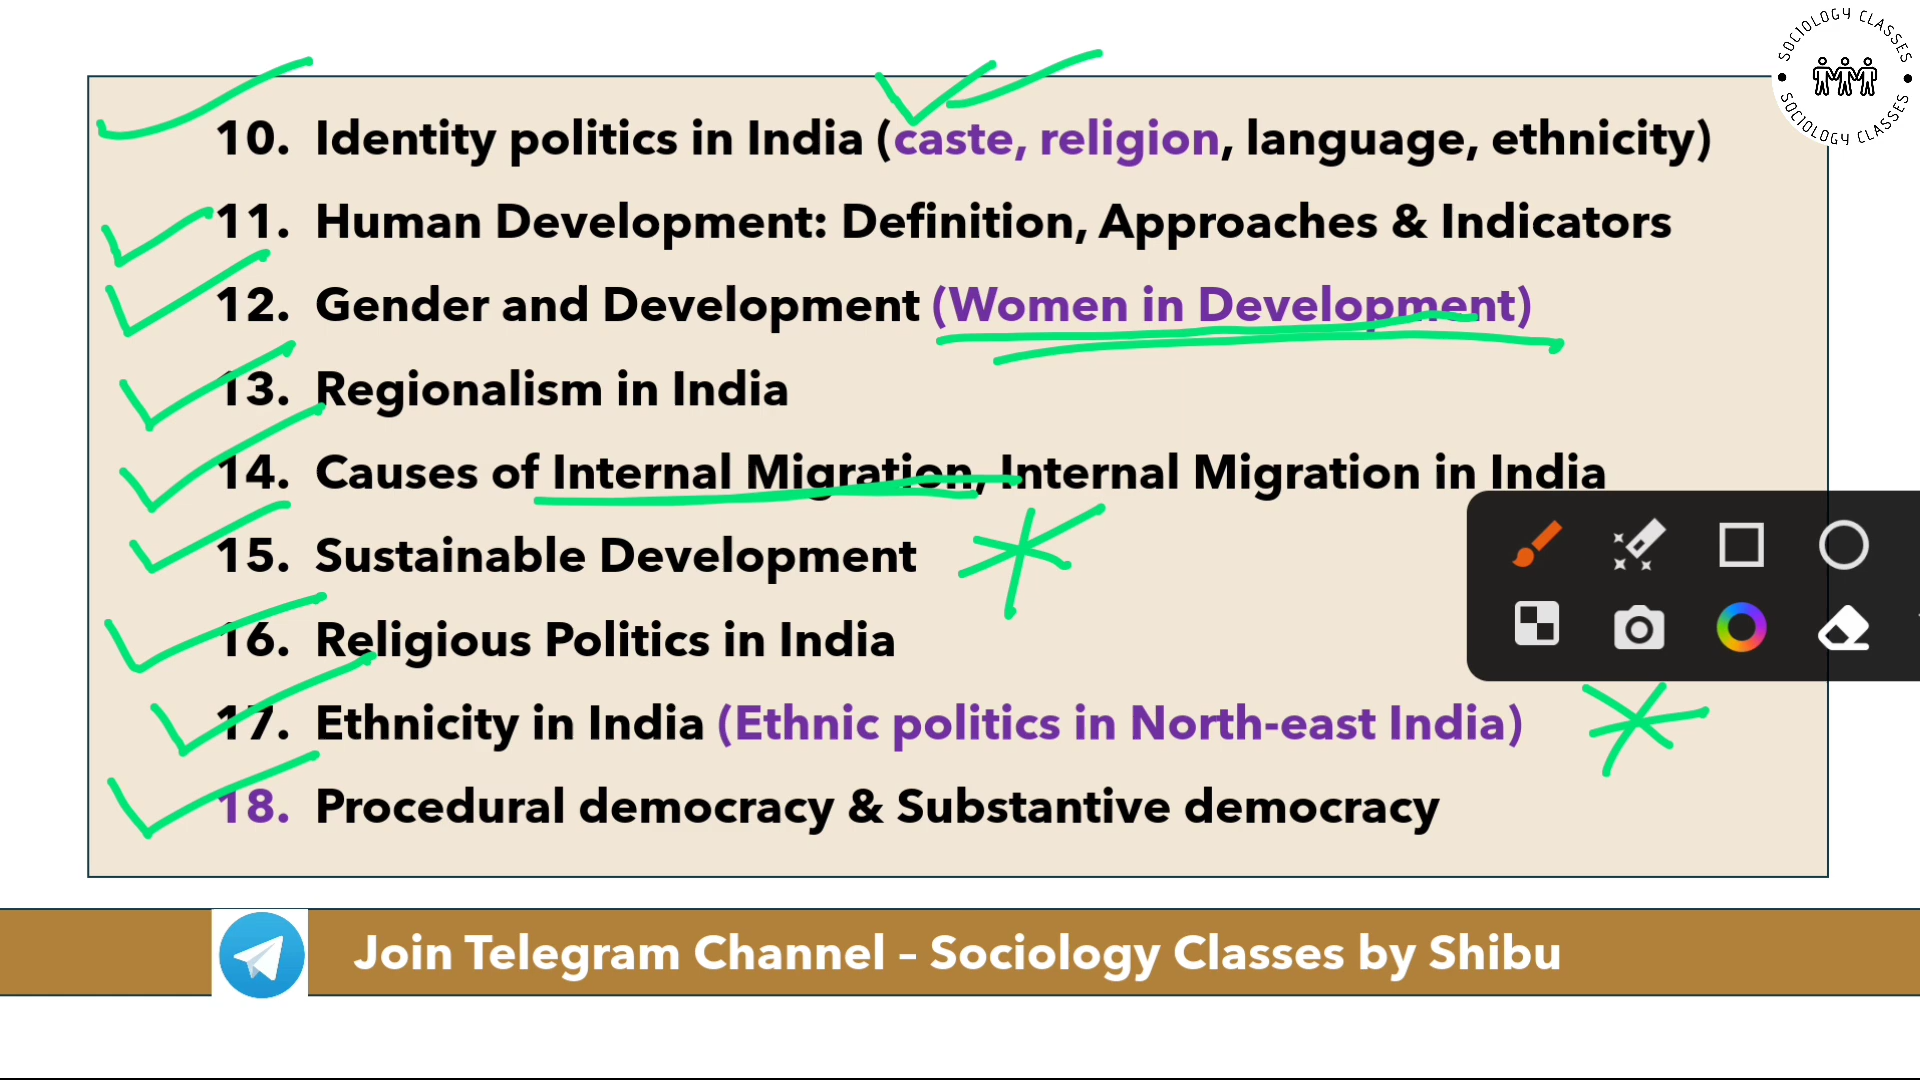 SOCIOLOGY CLASSES
SOCIOLOGY CLASSES
10. Identity politics in India (caste, religion, language, ethnicity)
11. Human Development: Definition, Approaches & Indicators
12. Gender and Development (Women in Development)
13. Regionalism in India
14. Causes of Internal Migration, Internal Migration in India
15. Sustainable Development
16. Religious Politics in India
17. Ethnicity in India (Ethnic politics in North-east India)
18. Procedural democracy & Substantive democracy
Join Telegram Channel – Sociology Classes by Shibu